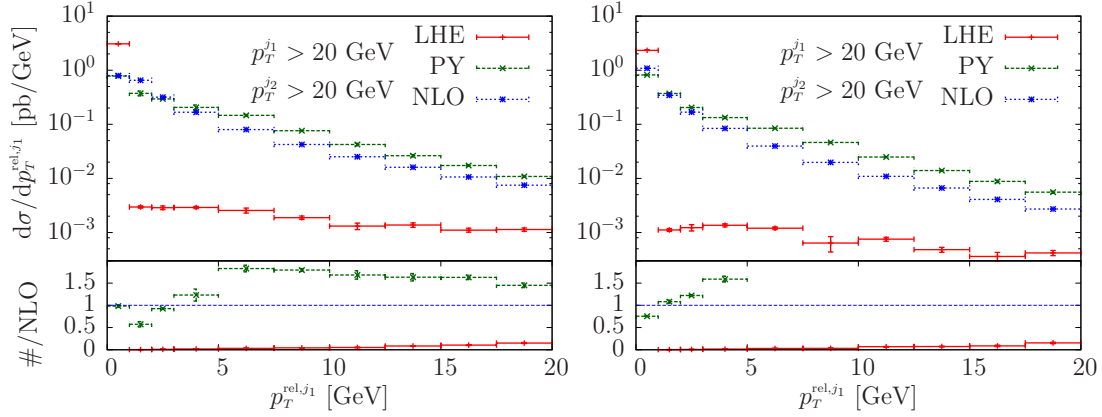 dσ/dp_T^{rel,j_1} [pb/GeV]
10^1
10^0
10^{-1}
10^{-2}
10^{-3}
p_T^{j_1} > 20 GeV
p_T^{j_2} > 20 GeV
LHE
PY
NLO
#/NLO
1.5
1
0.5
0
0 5 10 15 20
p_T^{rel,j_1} [GeV]
10^1
10^0
10^{-1}
10^{-2}
10^{-3}
p_T^{j_1} > 20 GeV
p_T^{j_2} > 20 GeV
LHE
PY
NLO
1.5
1
0.5
0
0 5 10 15 20
p_T^{rel,j_1} [GeV]